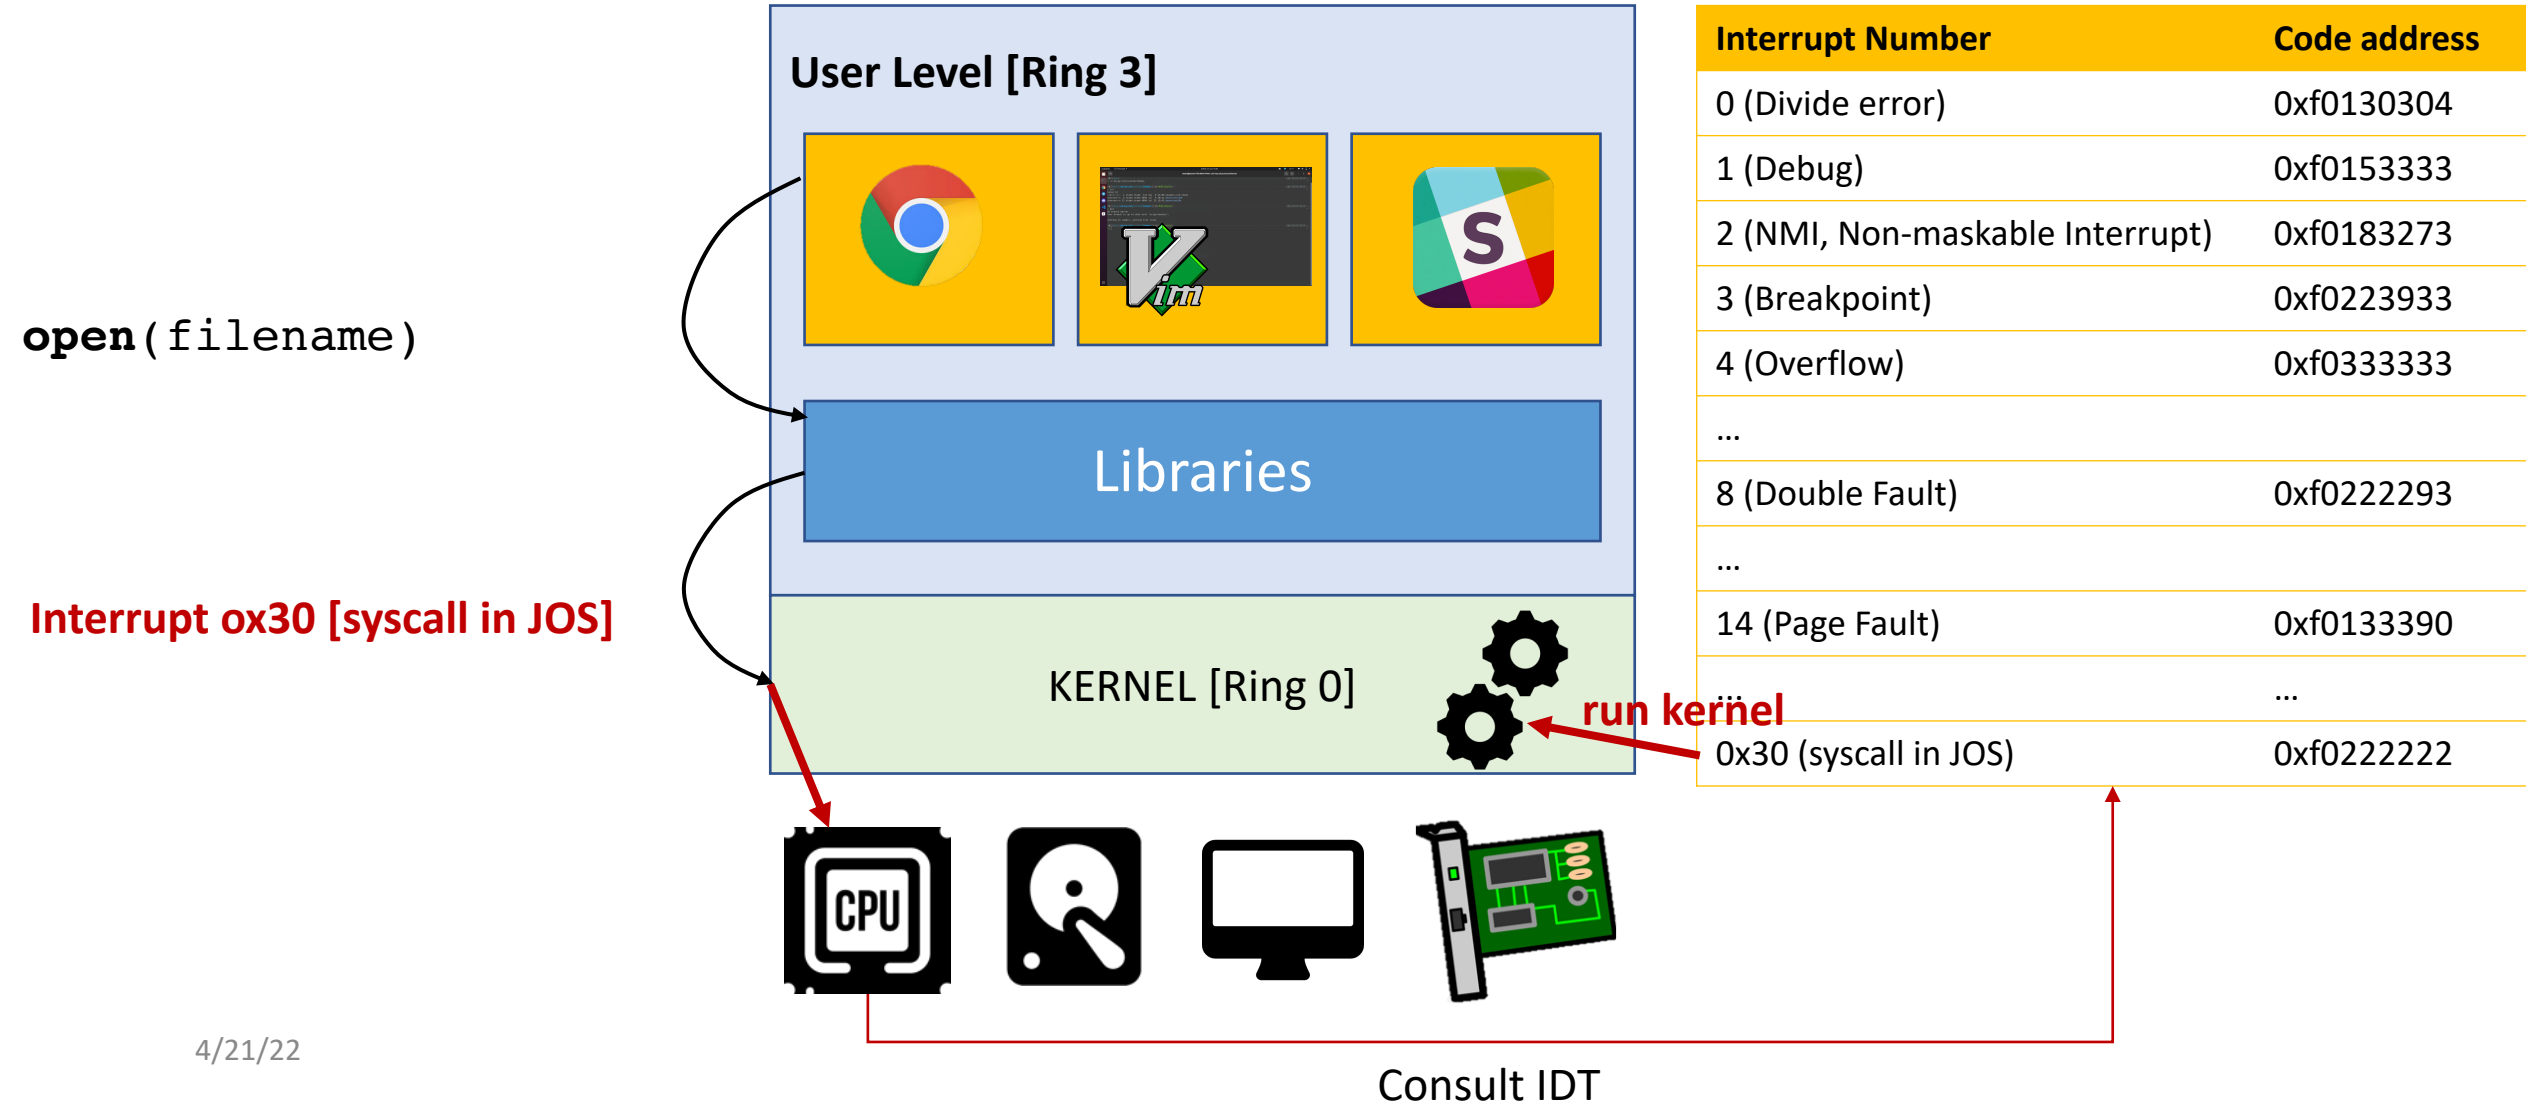 User Level [Ring 3]
open(filename)
Vim
S
Libraries
Interrupt ox30 [syscall in JOS]
KERNEL [Ring 0]
run kernel
CPU
Consult IDT
4/21/22
Interrupt Number Code address
0 (Divide error) 0xf0130304
1 (Debug) 0xf0153333
2 (NMI, Non-maskable Interrupt) 0xf0183273
3 (Breakpoint) 0xf0223933
4 (Overflow) 0xf0333333
...
8 (Double Fault) 0xf0222293
...
14 (Page Fault) 0xf0133390
... ...
0x30 (syscall in JOS) 0xf0222222